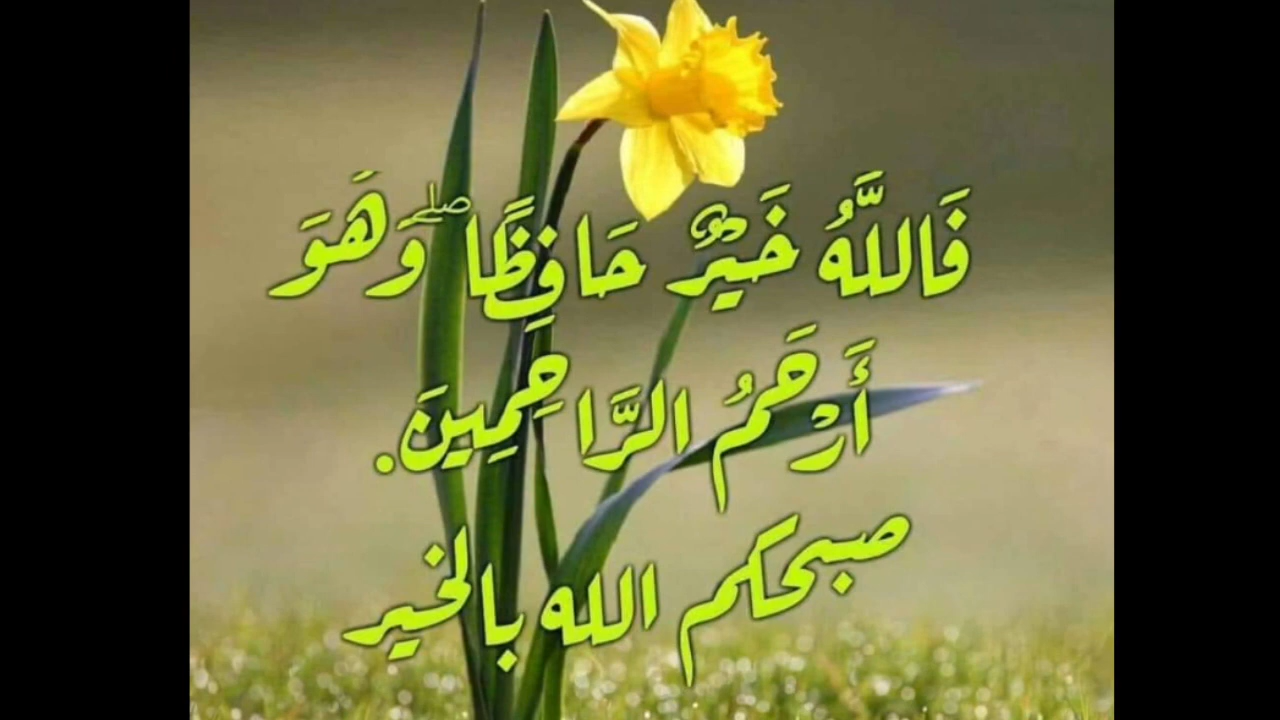 فَاللَّهُ خَيْرٌ حَافِظًا ۖ وَهُوَ
أَرْحَمُ الرَّاحِمِينَ.
صبحكم الله بالخير